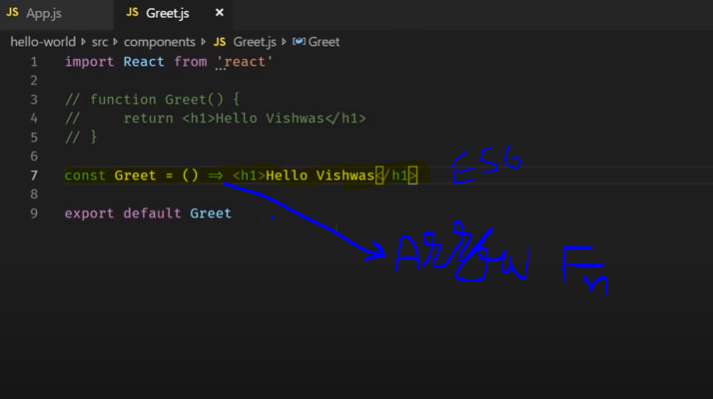 JS App.js JS Greet.js ×
hello-world > src > components > JS Greet.js > Greet
1 import React from 'react'
2
3 // function Greet() {
4 //     return <h1>Hello Vishwas</h1>
5 // }
6
7 const Greet = () => <h1>Hello Vishwas</h1>
ES6
8
9 export default Greet
Arrow Fn